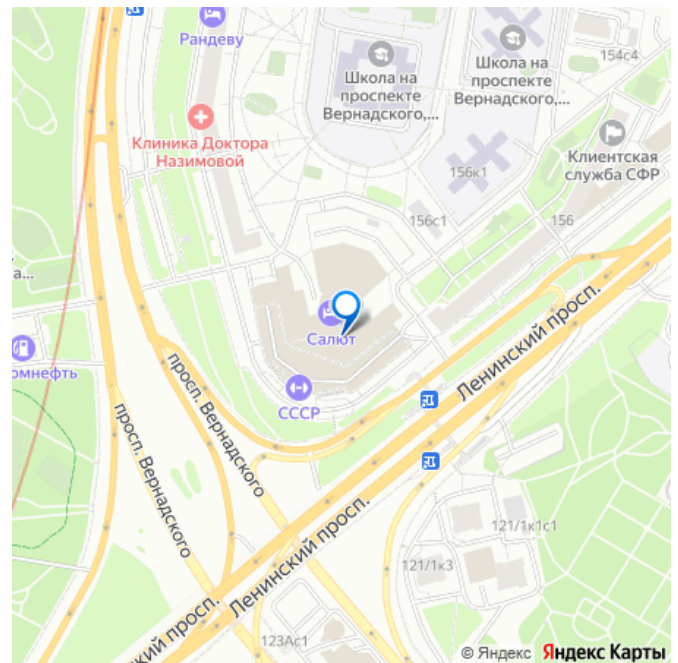 Рандеву
Школа на
проспекте
Вернадского,...
Школа на
проспекте
Вернадского,...
154с4
Клиника Доктора
Назимовой
Клиентская
служба СФР
156к1
156с1
156
а...
Салют
Ленинский просп.
омнефть
просп. Вернадского
СССР
просп. Вернадского
Ленинский просп.
121/1к1с1
121/1к3
123Ас1
кий просп.
© Яндекс Яндекс Карты